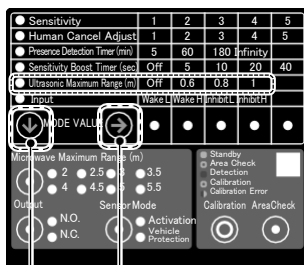 Sensitivity 1 2 3 4 5
Human Cancel Adjust 1 2 3 4 5
Presence Detection Timer (min) 5 60 180 Infinity
Sensitivity Boost Timer (sec) Off 5 10 20 40
Ultrasonic Maximum Range (m) Off 0.6 0.8 1
Input Wake L Wake H Inhibit L Inhibit H
MODE VALUE
Microwave Maximum Range (m)
2 2.5 3 3.5
4 4.5 5 5.5
Output Sensor Mode
N.O. Activation
N.C. Vehicle Protection
Standby
Area Check
Detection
Calibration
Calibration Error
Calibration AreaCheck